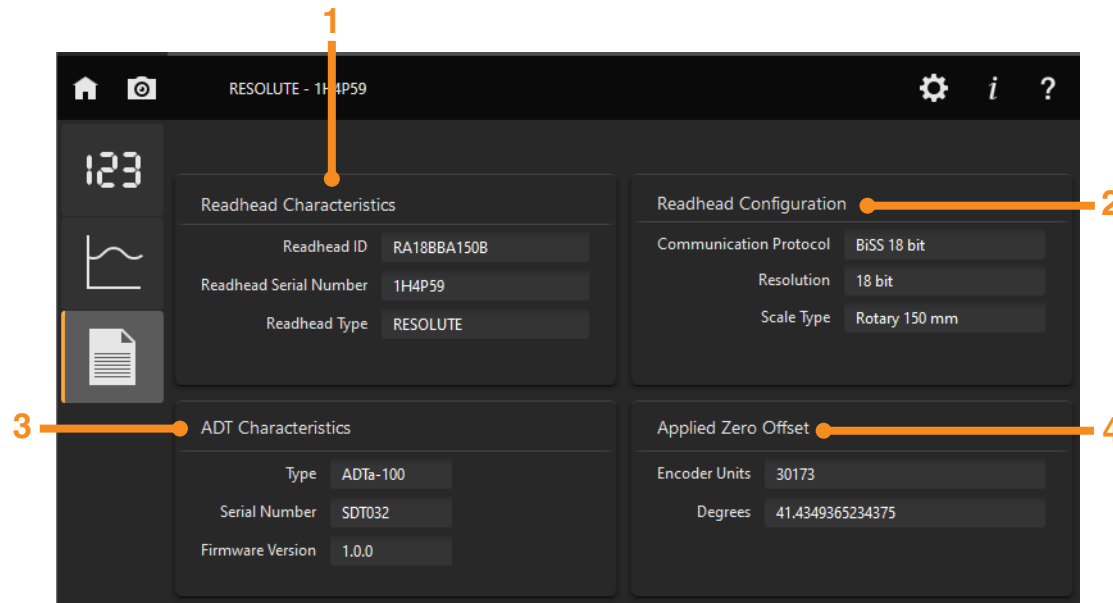 1
RESOLUTE - 1H4P59
i
?
123
2
Readhead Characteristics
Readhead ID RA18BBA150B
Readhead Serial Number 1H4P59
Readhead Type RESOLUTE
Readhead Configuration
Communication Protocol BiSS 18 bit
Resolution 18 bit
Scale Type Rotary 150 mm
3
ADT Characteristics
Type ADTa-100
Serial Number SDT032
Firmware Version 1.0.0
4
Applied Zero Offset
Encoder Units 30173
Degrees 41.4349365234375